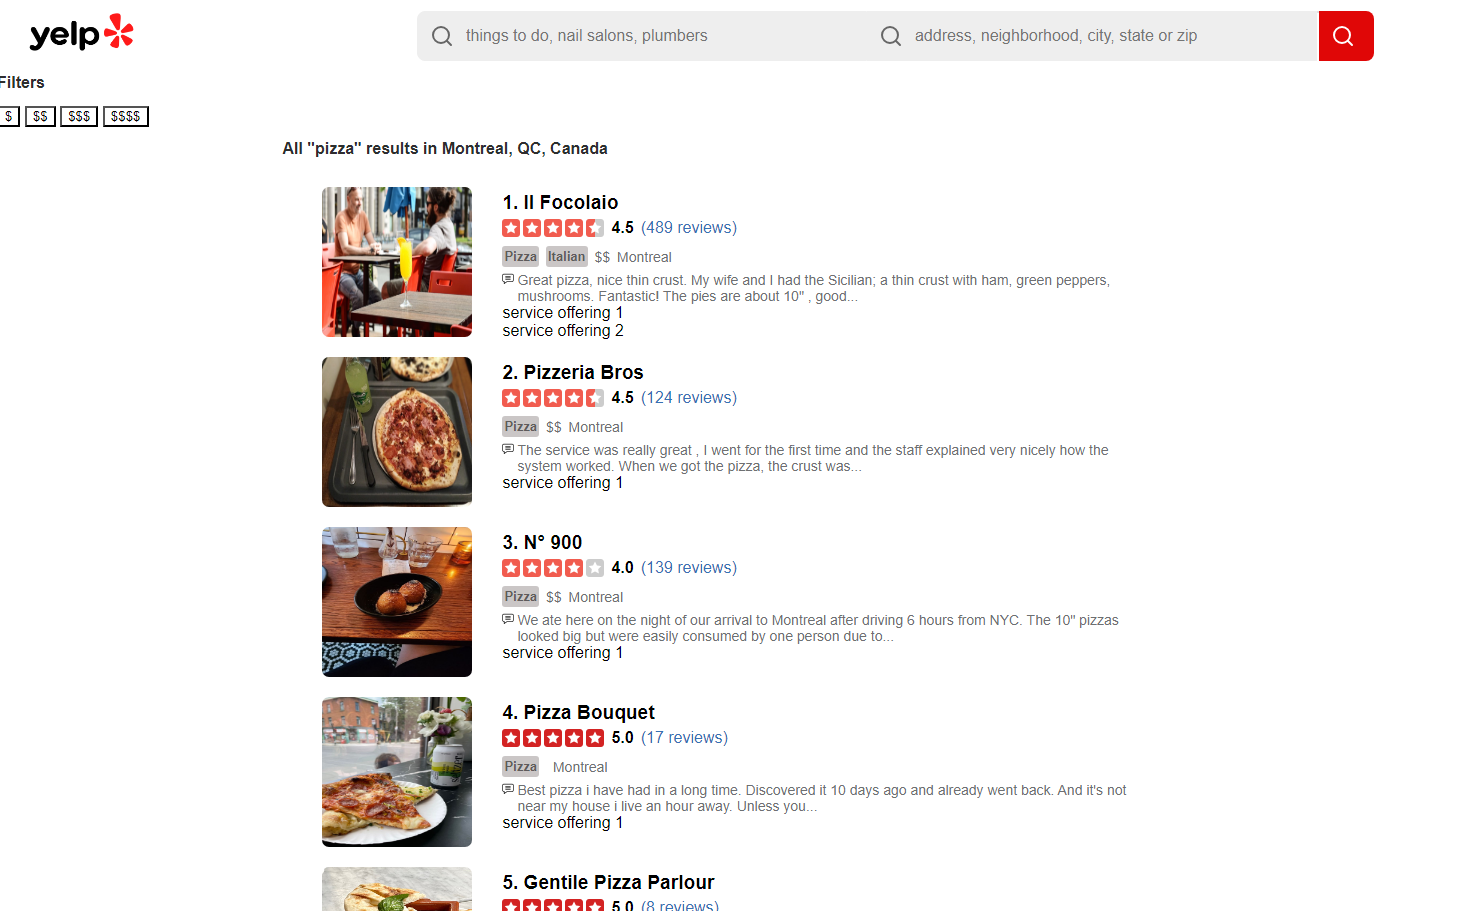 yelp
things to do, nail salons, plumbers
address, neighborhood, city, state or zip
Filters
$ $$ $$$ $$$$
All "pizza" results in Montreal, QC, Canada
1. Il Focolaio
4.5 (489 reviews)
Pizza Italian $$ Montreal
Great pizza, nice thin crust. My wife and I had the Sicilian; a thin crust with ham, green peppers,
mushrooms. Fantastic! The pies are about 10" , good...
service offering 1
service offering 2
2. Pizzeria Bros
4.5 (124 reviews)
Pizza $$ Montreal
The service was really great , I went for the first time and the staff explained very nicely how the
system worked. When we got the pizza, the crust was...
service offering 1
3. N° 900
4.0 (139 reviews)
Pizza $$ Montreal
We ate here on the night of our arrival to Montreal after driving 6 hours from NYC. The 10" pizzas
looked big but were easily consumed by one person due to...
service offering 1
4. Pizza Bouquet
5.0 (17 reviews)
Pizza Montreal
Best pizza i have had in a long time. Discovered it 10 days ago and already went back. And it's not
near my house i live an hour away. Unless you...
service offering 1
5. Gentile Pizza Parlour
5.0 (8 reviews)